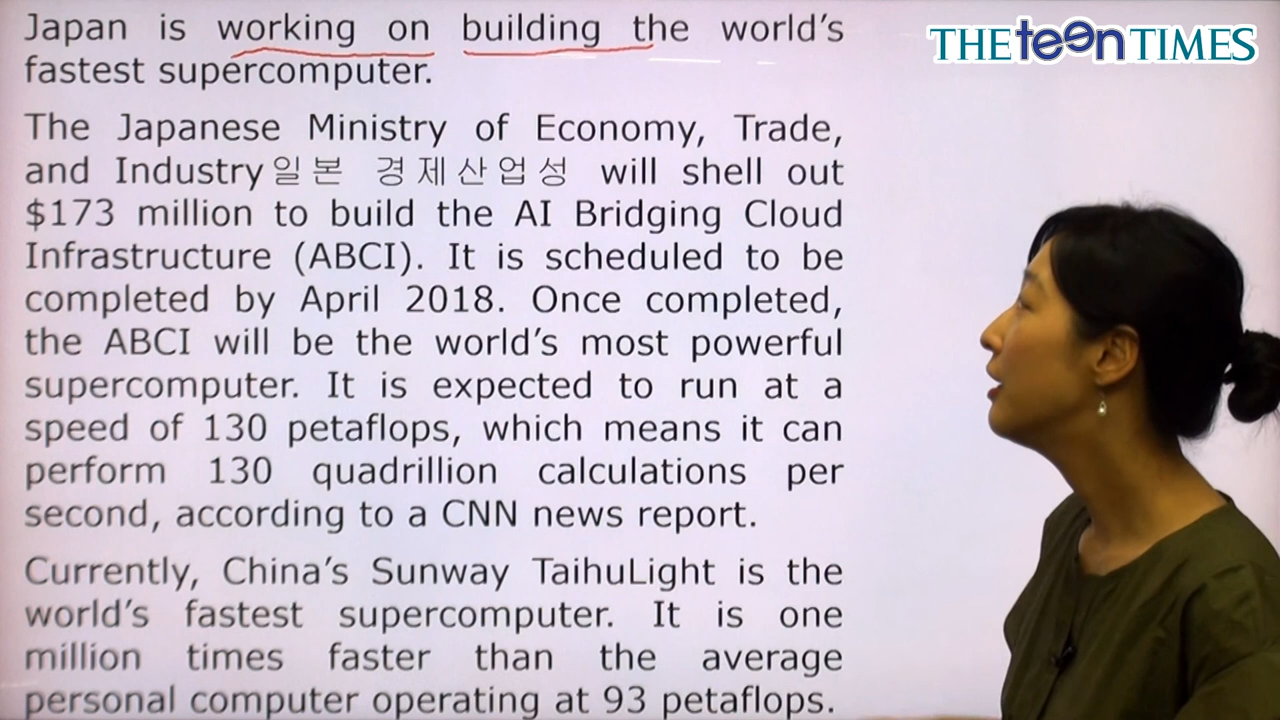 Japan is working on building the world's
fastest supercomputer.
The Japanese Ministry of Economy, Trade,
and Industry일본 경제산업성 will shell out
$173 million to build the AI Bridging Cloud
Infrastructure (ABCI). It is scheduled to be
completed by April 2018. Once completed,
the ABCI will be the world's most powerful
supercomputer. It is expected to run at a
speed of 130 petaflops, which means it can
perform 130 quadrillion calculations per
second, according to a CNN news report.
Currently, China's Sunway TaihuLight is the
world's fastest supercomputer. It is one
million times faster than the average
personal computer operating at 93 petaflops.
THE teen TIMES